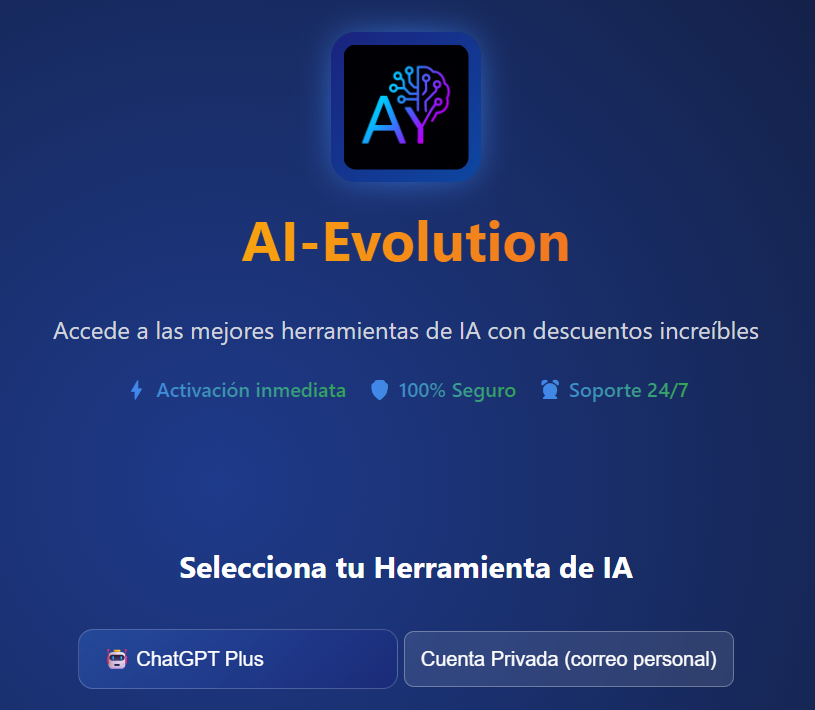 AY
AI-Evolution
Accede a las mejores herramientas de IA con descuentos increíbles
Activación inmediata 100% Seguro Soporte 24/7
Selecciona tu Herramienta de IA
ChatGPT Plus Cuenta Privada (correo personal)